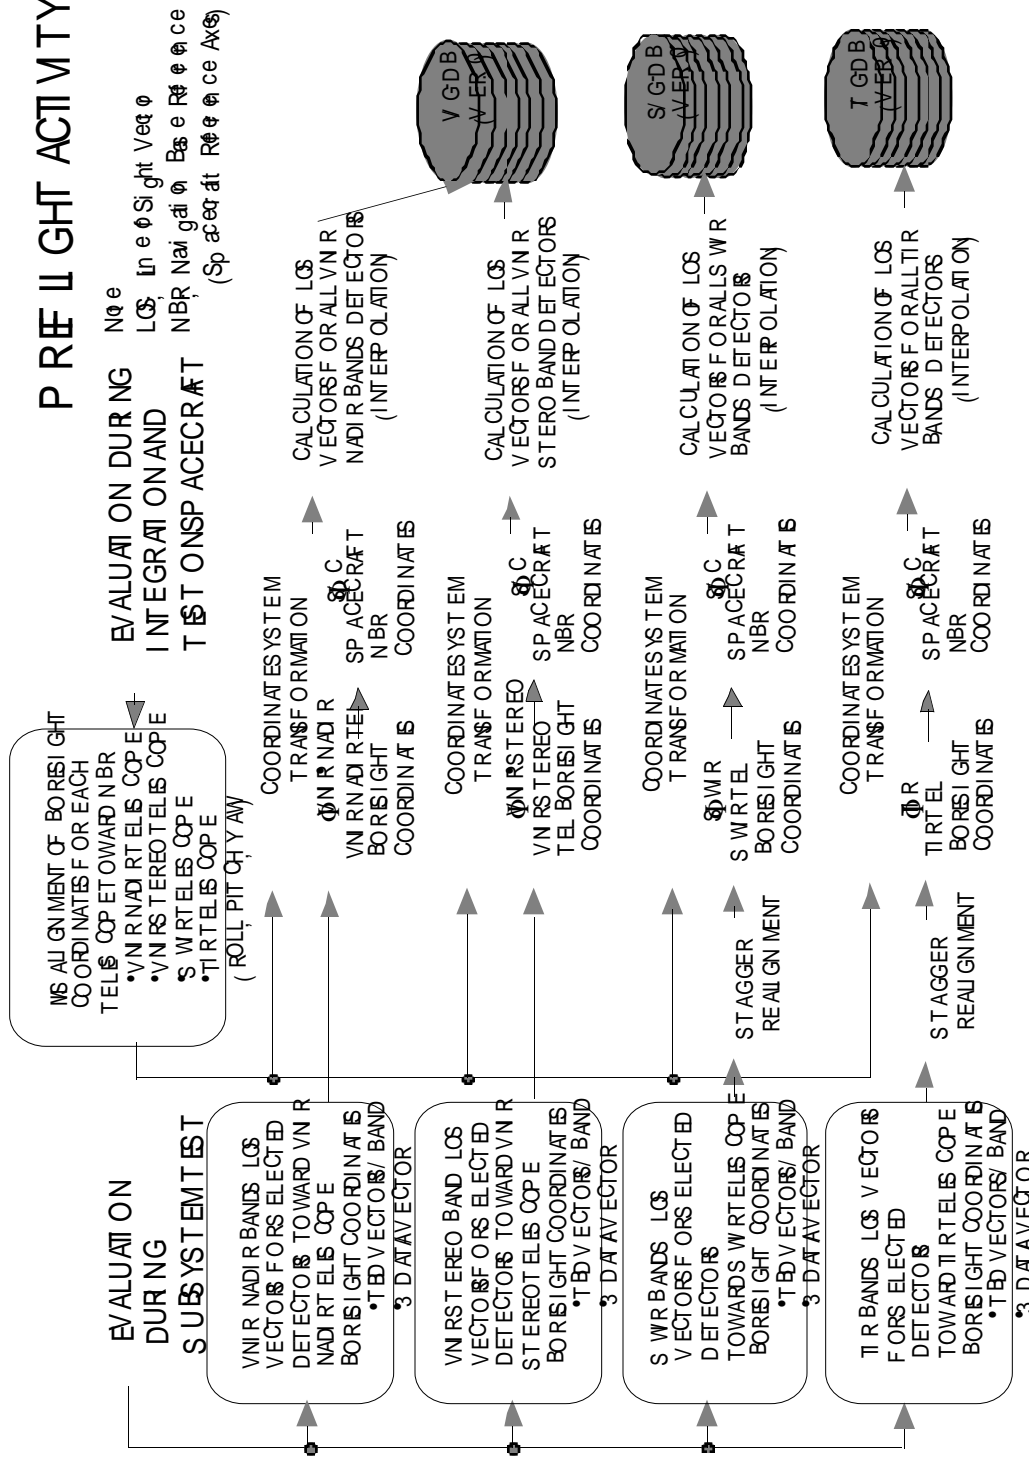 PREFLIGHT ACTIVITY
Note
LOS, Line of Sight Vector
NBR, Navigation Base Reference
(Spacecraft Reference Axes)
EVALUATION DURING
INTEGRATION AND
TEST ON SPACECRAFT
MISALIGNMENT OF BORESIGHT
COORDINATES FOR EACH
TELESCOPE TOWARD NBR
•VNIR NADIR TELESCOPE
•VNIR STEREO TELESCOPE
•SWIR TELESCOPE
•TIR TELESCOPE
(ROLL, PITCH, YAW)
EVALUATION
DURING
SUBSYSTEM TEST
VNIR NADIR BANDS LOS
VECTORS FOR SELECTED
DETECTORS TOWARD VNIR
NADIR TELESCOPE
BORESIGHT COORDINATES
•TBD VECTORS/BAND
•3 DATA/VECTOR
COORDINATE SYSTEM
TRANSFORMATION
VNIR NADIR TEL
BORESIGHT
COORDINATES
SPACECRAFT
NBR
COORDINATES
CALCULATION OF LOS
VECTORS FOR ALL VNIR
NADIR BANDS DETECTORS
(INTERPOLATION)
V GDB
(VER0)
VNIR STEREO BAND LOS
VECTORS FOR SELECTED
DETECTORS TOWARD VNIR
STEREO TELESCOPE
BORESIGHT COORDINATES
•TBD VECTORS/BAND
•3 DATA/VECTOR
COORDINATE SYSTEM
TRANSFORMATION
VNIR STEREO
TEL BORESIGHT
COORDINATES
SPACECRAFT
NBR
COORDINATES
CALCULATION OF LOS
VECTORS FOR ALL VNIR
STERO BAND DETECTORS
(INTERPOLATION)
SWIR BANDS LOS
VECTORS FOR SELECTED
DETECTORS
TOWARD SWIR TELESCOPE
BORESIGHT COORDINATES
•TBD VECTORS/BAND
•3 DATA/VECTOR
STAGGER
REALIGNMENT
COORDINATE SYSTEM
TRANSFORMATION
SWIR TEL
BORESIGHT
COORDINATES
SPACECRAFT
NBR
COORDINATES
CALCULATION OF LOS
VECTORS FOR ALL SWIR
BANDS DETECTORS
(INTERPOLATION)
S/GDB
(VER0)
TIR BANDS LOS VECTORS
FOR SELECTED
DETECTORS
TOWARD TIR TELESCOPE
BORESIGHT COORDINATES
•TBD VECTORS/BAND
•3 DATA/VECTOR
STAGGER
REALIGNMENT
COORDINATE SYSTEM
TRANSFORMATION
TIR TEL
BORESIGHT
COORDINATES
SPACECRAFT
NBR
COORDINATES
CALCULATION OF LOS
VECTORS FOR ALL TIR
BANDS DETECTORS
(INTERPOLATION)
T GDB
(VER0)